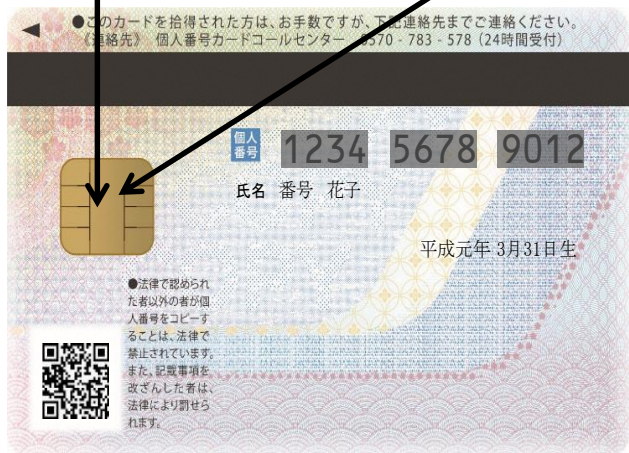 ●このカードを拾得された方は、お手数ですが、下記連絡先までご連絡ください。
《連絡先》 個人番号カードコールセンター 0570-783-578（24時間受付）
個人番号 1234 5678 9012
氏名 番号 花子
平成元年 3月31日生
●法律で認められ
た者以外の者が個
人番号をコピーす
ることは、法律で
禁止されています。
また、記載事項を
改ざんした者は、
法律により罰せら
れます。